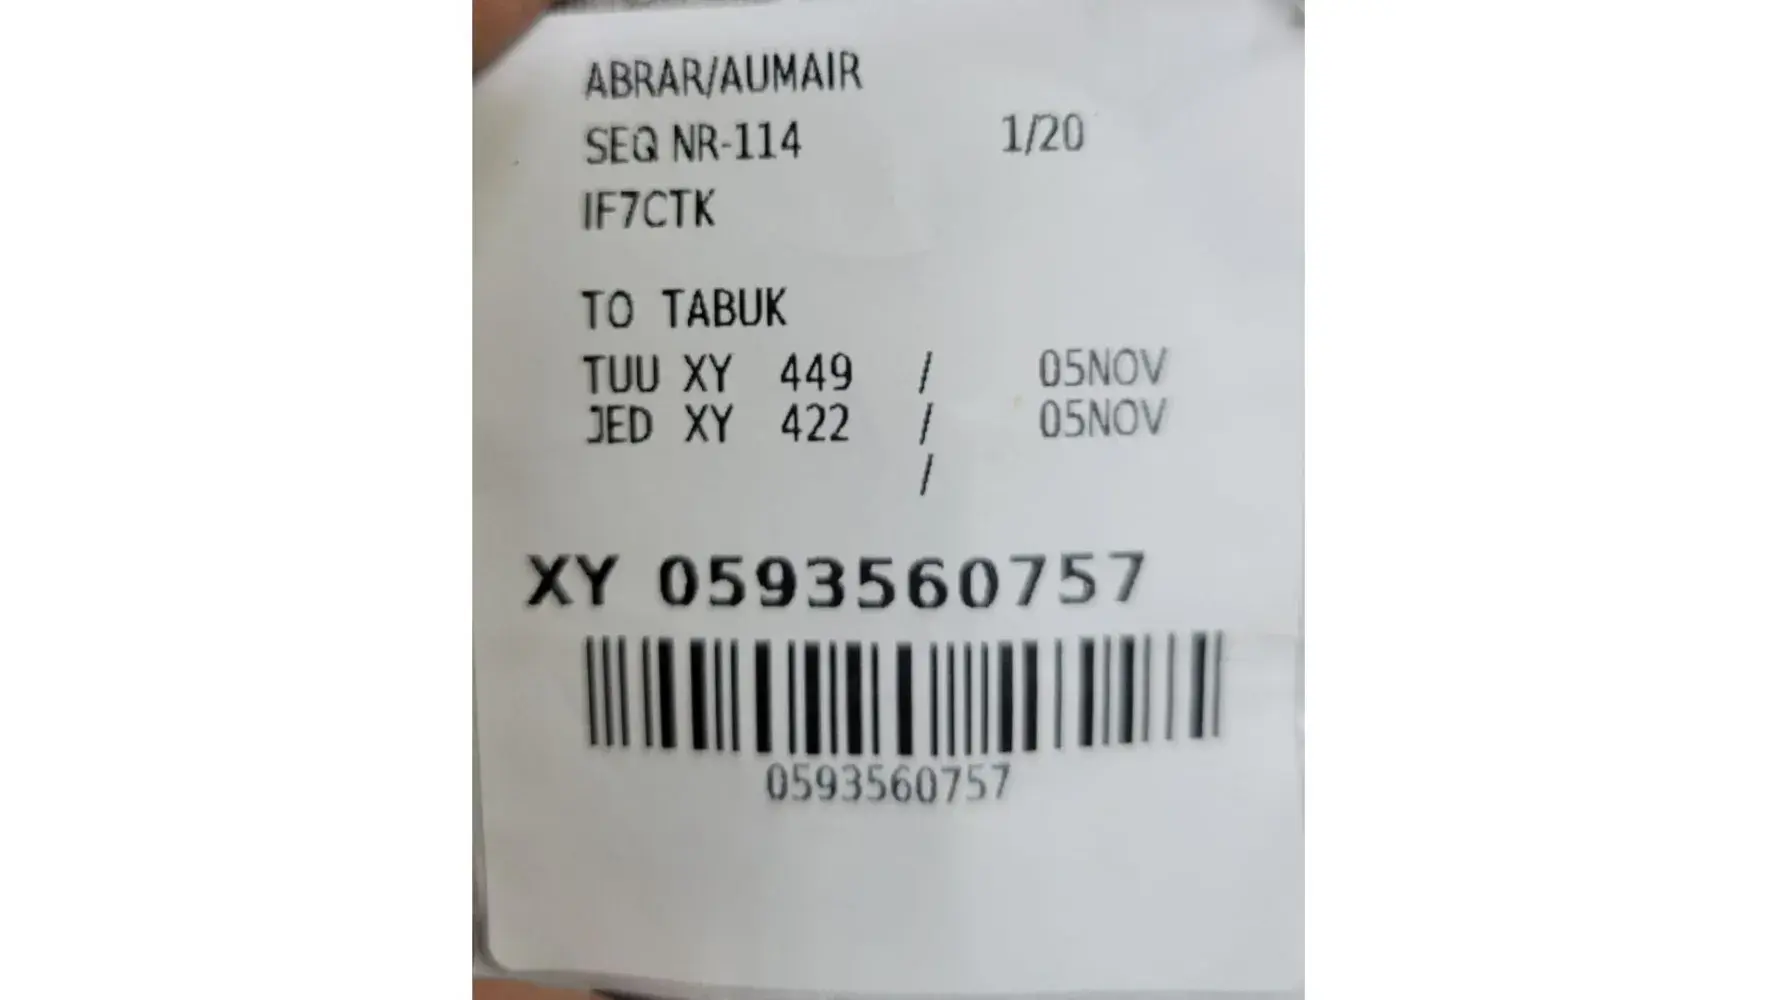 ABRAR/AUMAIR
SEQ NR-114 1/20
IF7CTK
TO TABUK
TUU XY 449 / 05NOV
JED XY 422 / 05NOV
/
XY 0593560757
0593560757